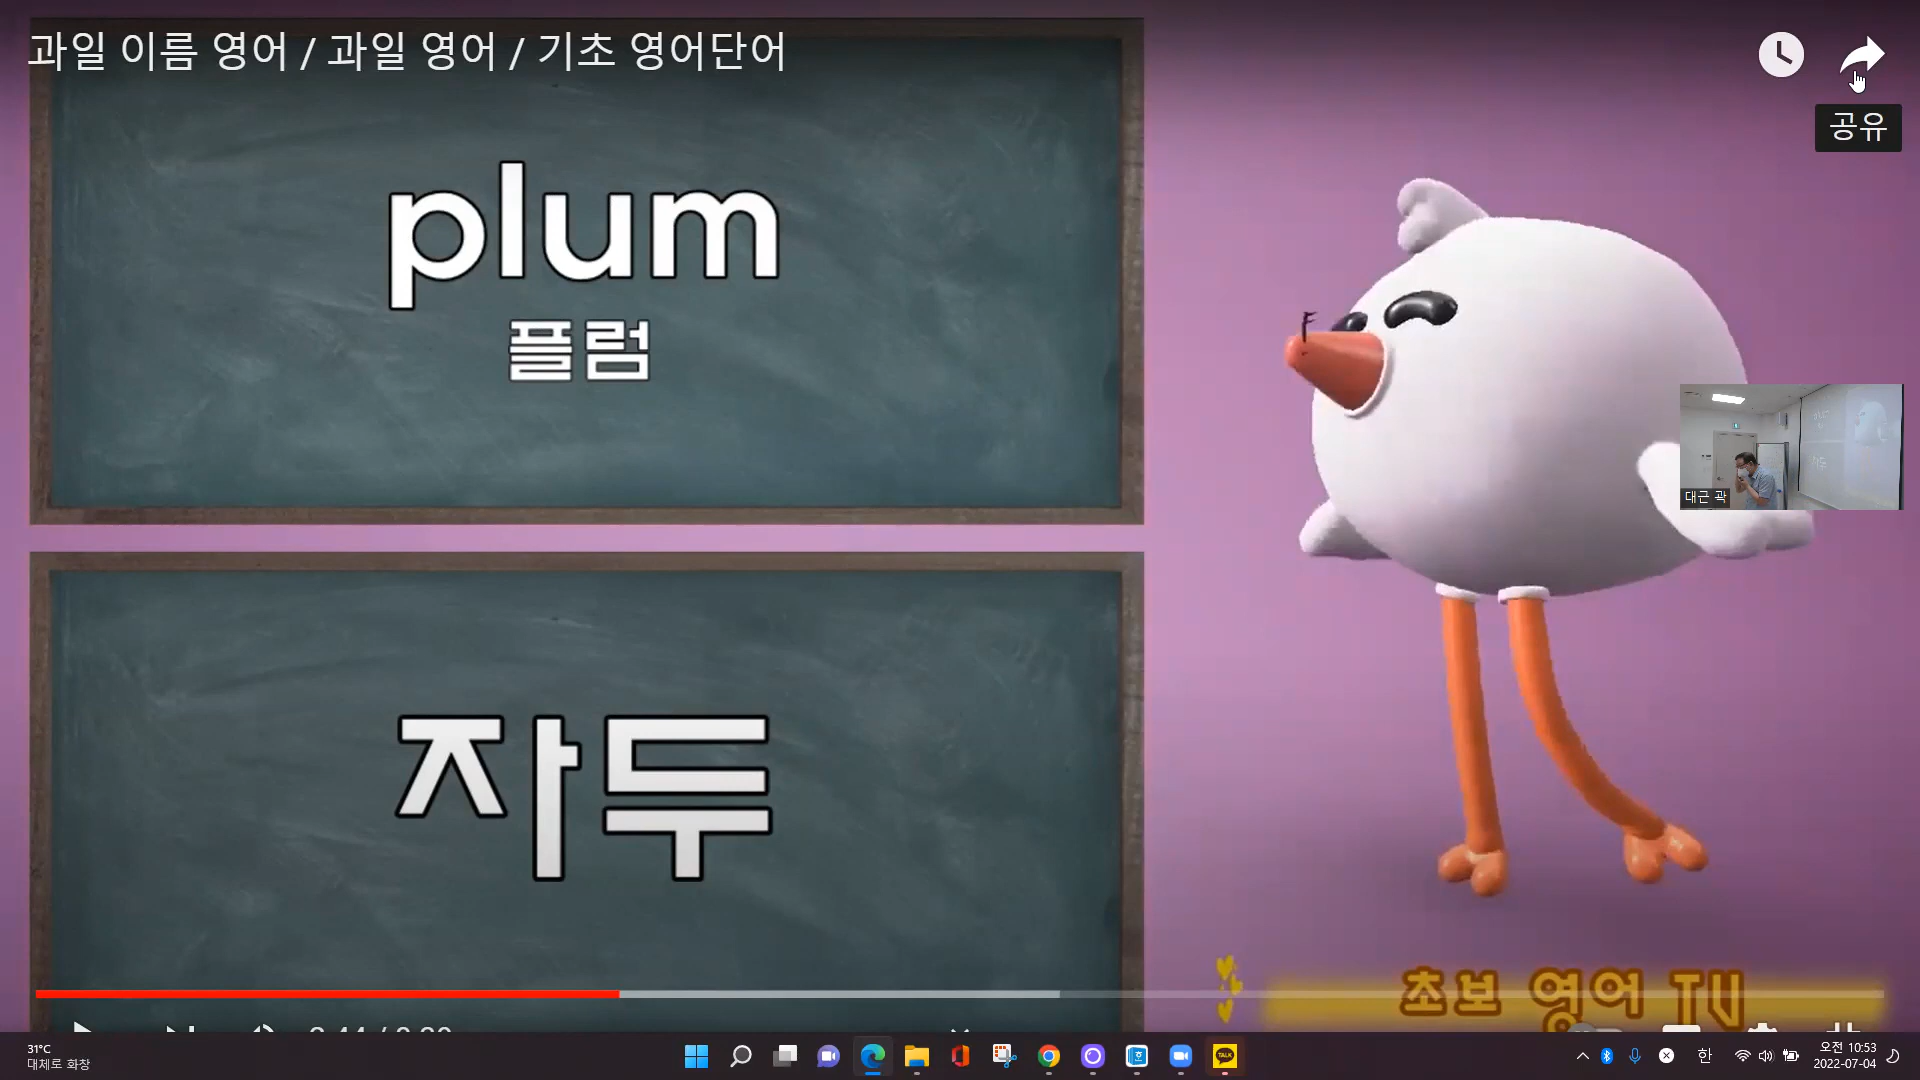 과일 이름 영어 / 과일 영어 / 기초 영어단어
공유
plum
플럼
대근 곽
자두
초보 영어 TV
31°C
대체로 화창
TALK
한
오전 10:53
2022-07-04